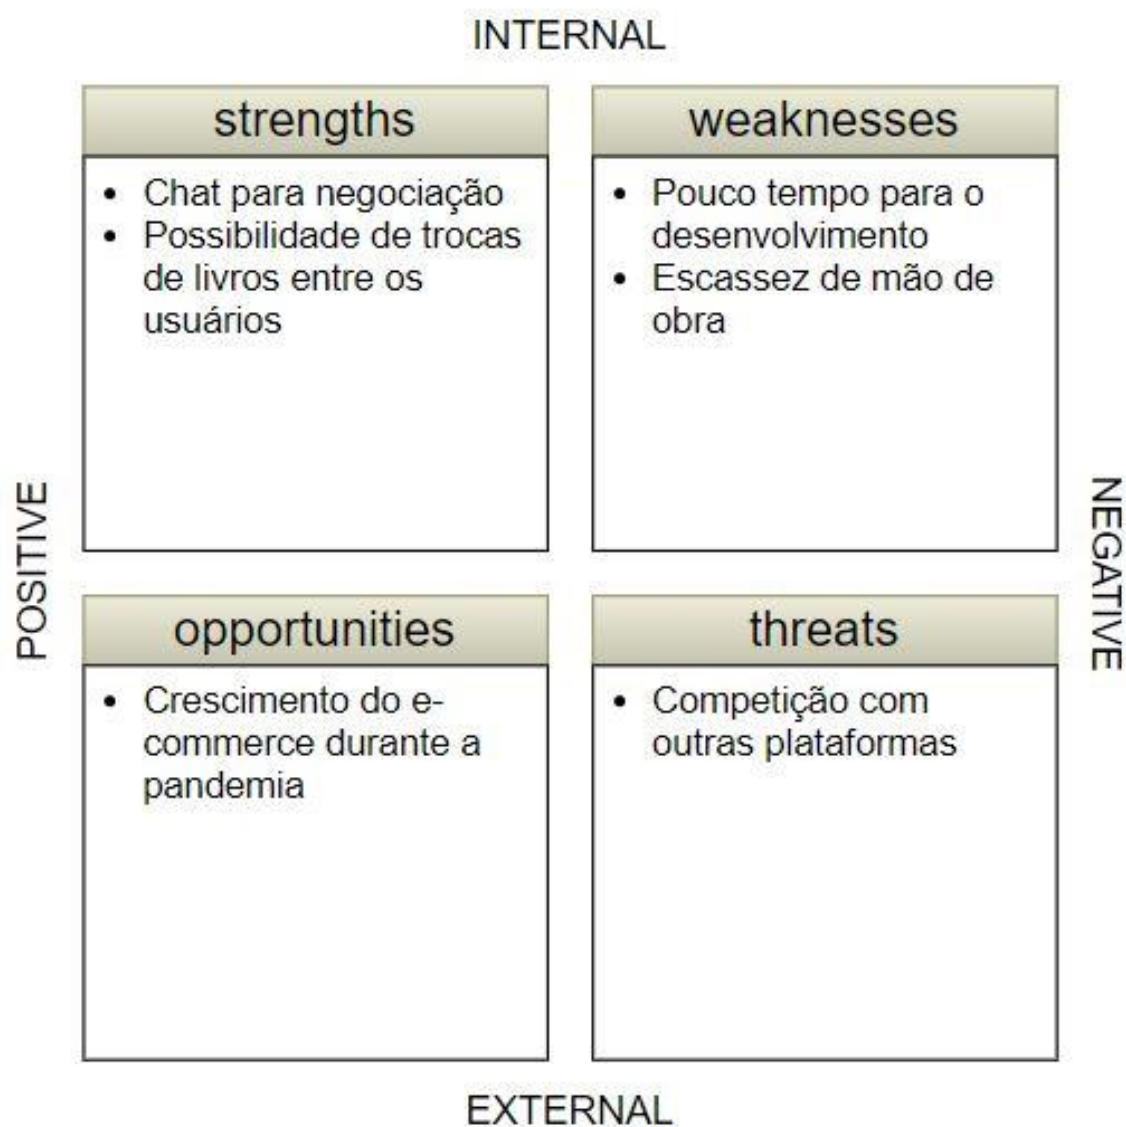 INTERNAL
strengths
• Chat para negociação
• Possibilidade de trocas
de livros entre os
usuários
weaknesses
• Pouco tempo para o
desenvolvimento
• Escassez de mão de
obra
POSITIVE
NEGATIVE
opportunities
• Crescimento do e-
commerce durante a
pandemia
threats
• Competição com
outras plataformas
EXTERNAL